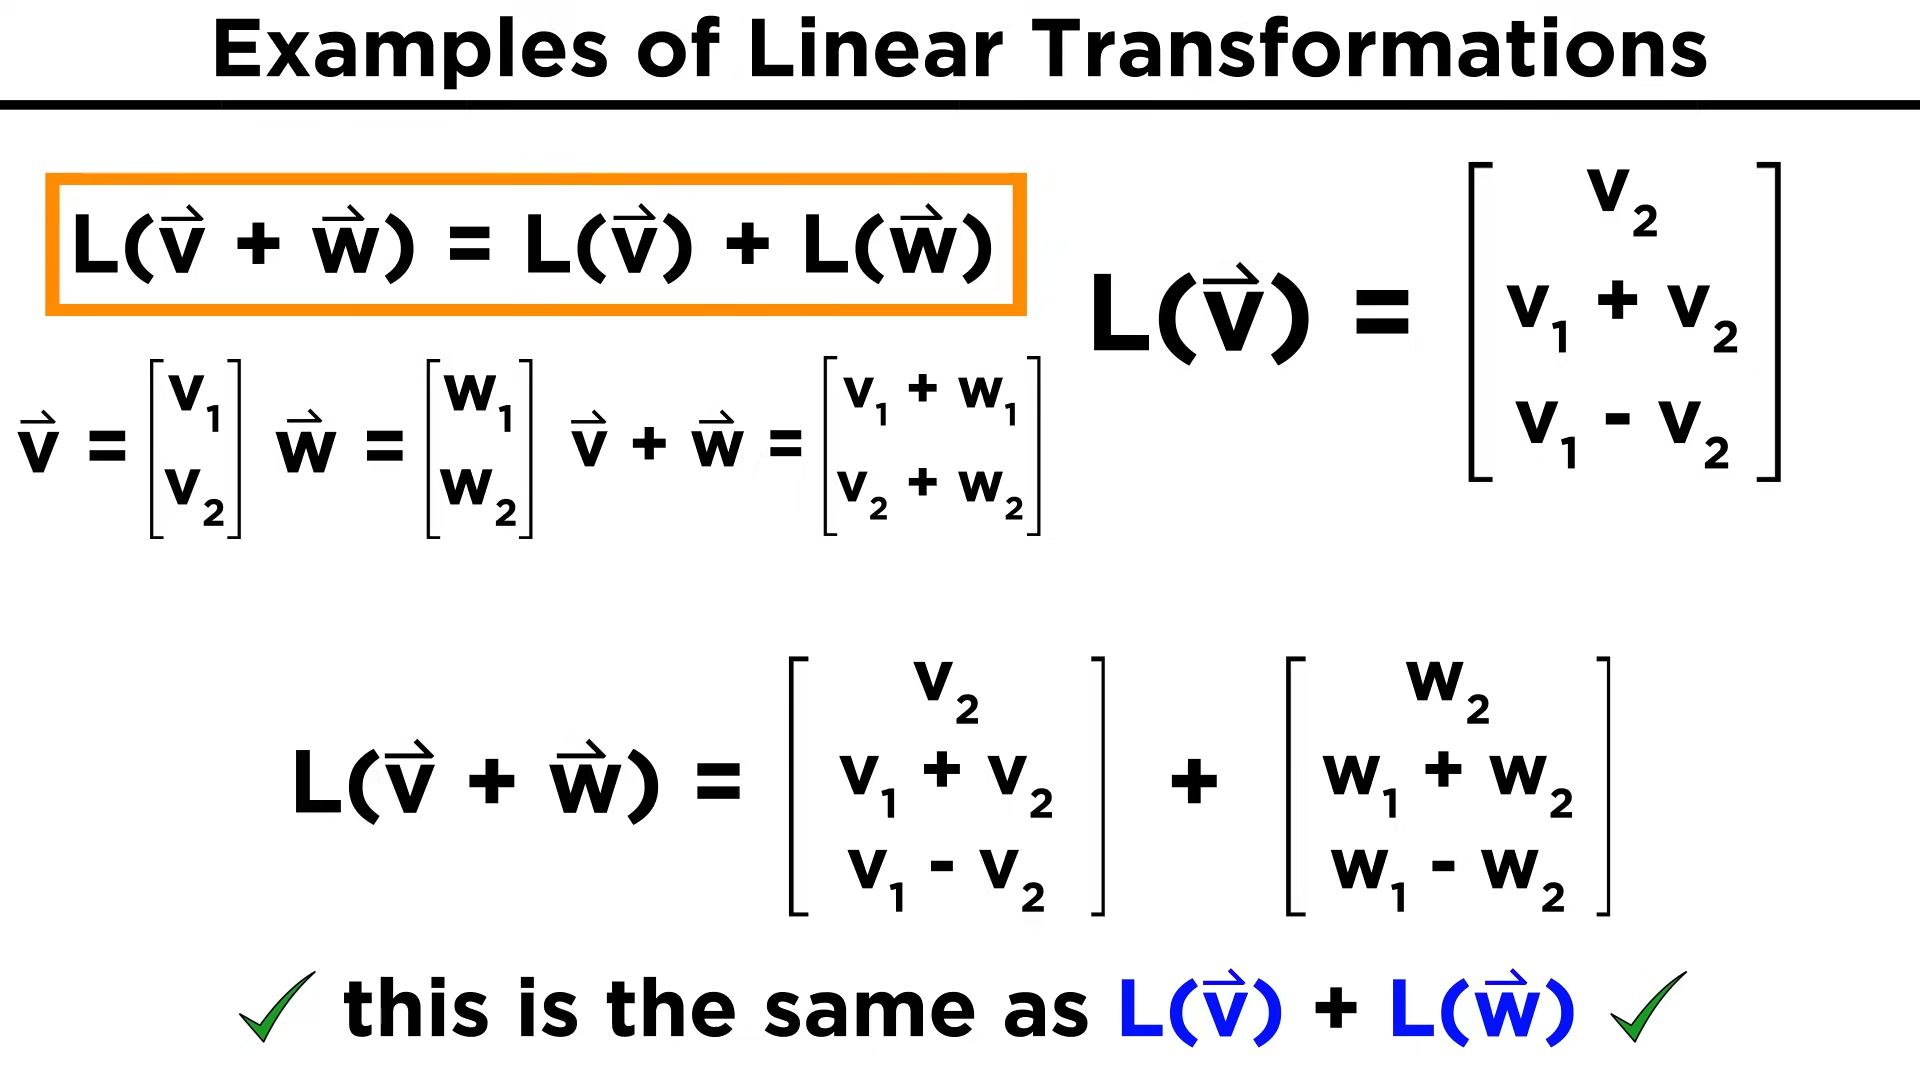 Examples of Linear Transformations
L(v⃗ + w⃗) = L(v⃗) + L(w⃗)
v⃗ = [v₁ v₂] w⃗ = [w₁ w₂] v⃗ + w⃗ = [v₁ + w₁ v₂ + w₂]
L(v⃗) = [v₂ v₁ + v₂ v₁ - v₂]
L(v⃗ + w⃗) = [v₂ v₁ + v₂ v₁ - v₂] + [w₂ w₁ + w₂ w₁ - w₂]
✓ this is the same as L(v⃗) + L(w⃗) ✓